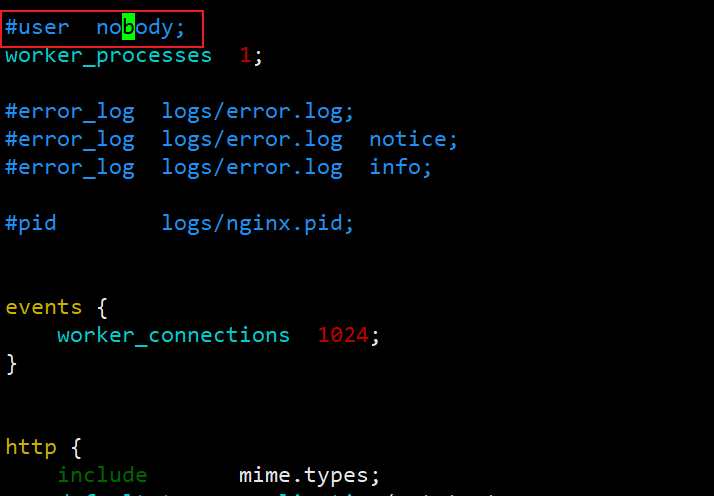 #user  nobody;
worker_processes  1;
#error_log  logs/error.log;
#error_log  logs/error.log  notice;
#error_log  logs/error.log  info;
#pid        logs/nginx.pid;
events {
    worker_connections  1024;
}
http {
    include       mime.types;